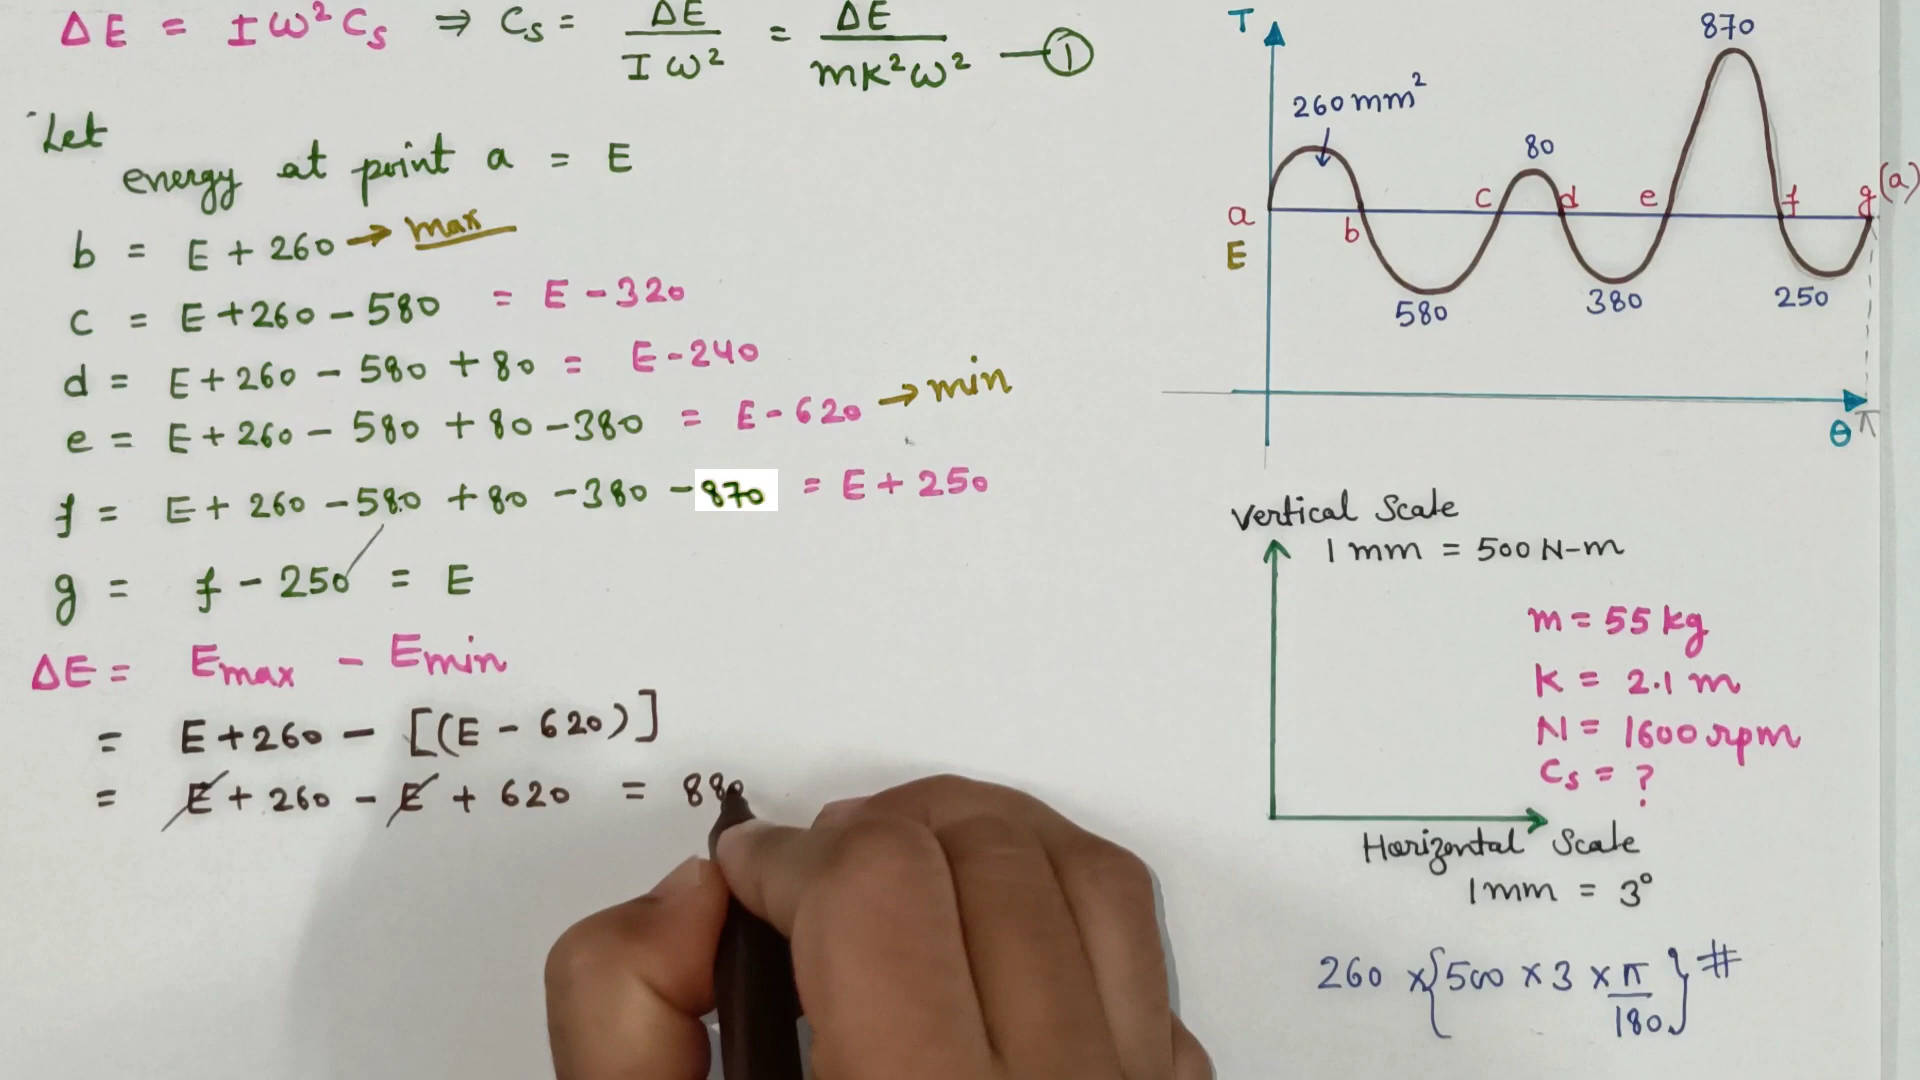 ΔE = Iω²Cs ⇒ Cs = ΔE / Iω² = ΔE / mk²ω² — ①
Let
energy at point a = E
b = E + 260 → max
c = E + 260 − 580 = E − 320
d = E + 260 − 580 + 80 = E − 240
e = E + 260 − 580 + 80 − 380 = E − 620 → min
f = E + 260 − 580 + 80 − 380 − 870 = E + 250
g = f − 250 = E
ΔE = Emax − Emin
= E + 260 − [(E − 620)]
= E + 260 − E + 620 = 880
T
870
260 mm²
80
a b c d e f g (a)
E
580 380 250
θ π
Vertical Scale
1 mm = 500 N-m
m = 55 kg
K = 2.1 m
N = 1600 rpm
Cs = ?
Horizontal Scale
1 mm = 3°
260 × {500 × 3 × π/180} #